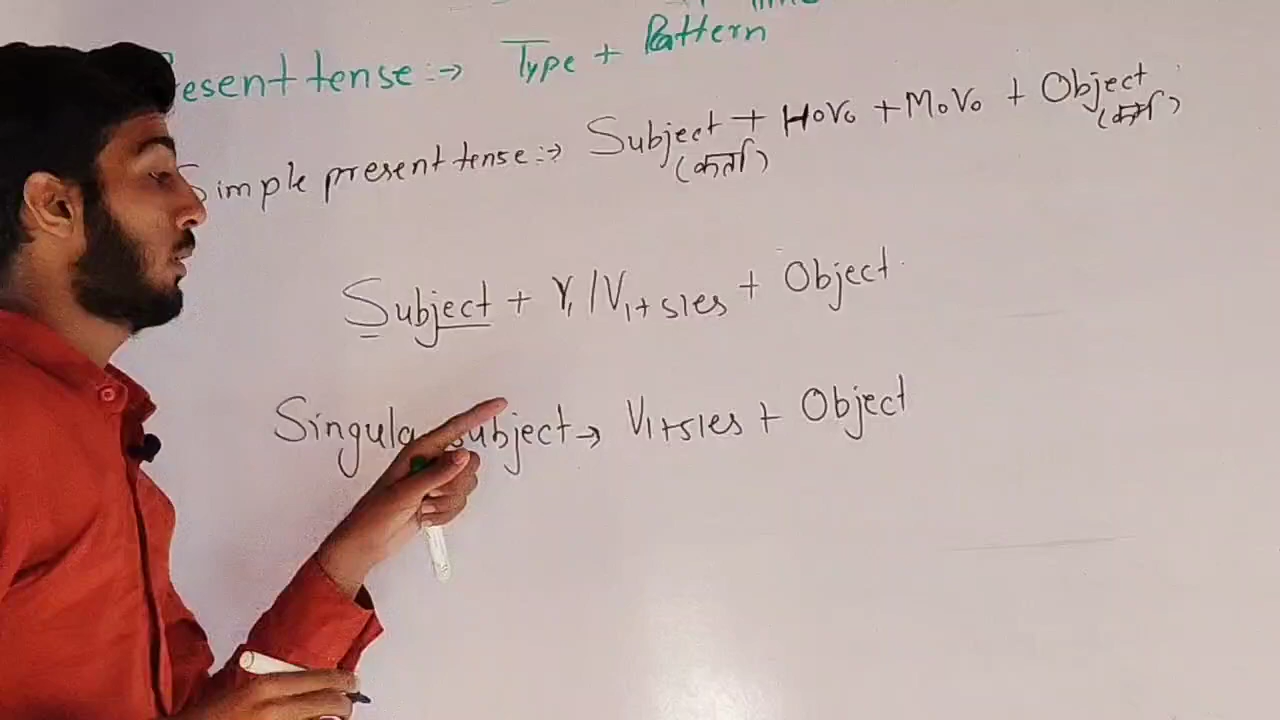 Present tense :→ Type + Pattern
Simple present tense :→ Subject + H.V. + M.V. + Object
(कर्ता) (कर्म)
Subject + V₁/V₁+s/es + Object
Singular subject → V₁+s/es + Object